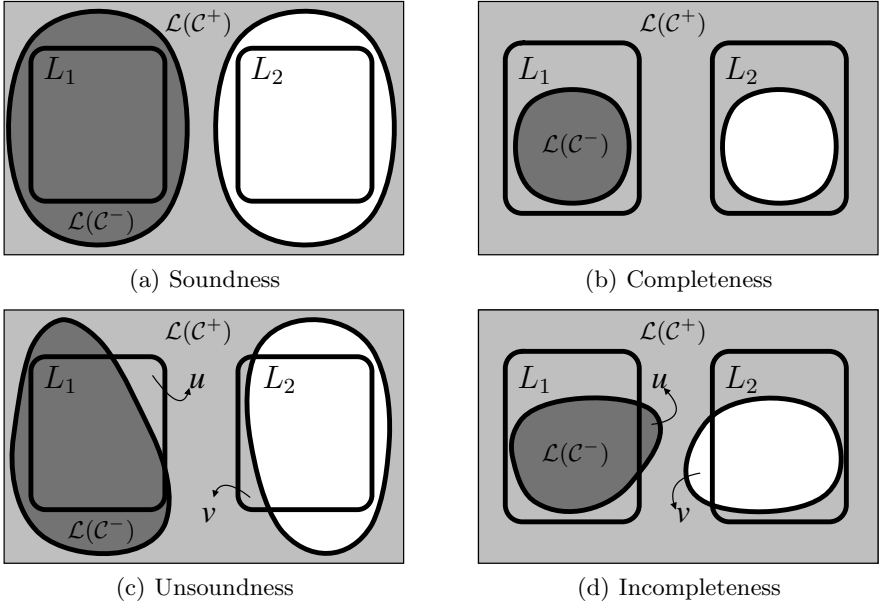 ℒ(𝒞⁺)
L₁
L₂
ℒ(𝒞⁻)
(a) Soundness
ℒ(𝒞⁺)
L₁
L₂
ℒ(𝒞⁻)
(b) Completeness
ℒ(𝒞⁺)
L₁
u
L₂
v
ℒ(𝒞⁻)
(c) Unsoundness
ℒ(𝒞⁺)
L₁
u
L₂
ℒ(𝒞⁻)
v
(d) Incompleteness